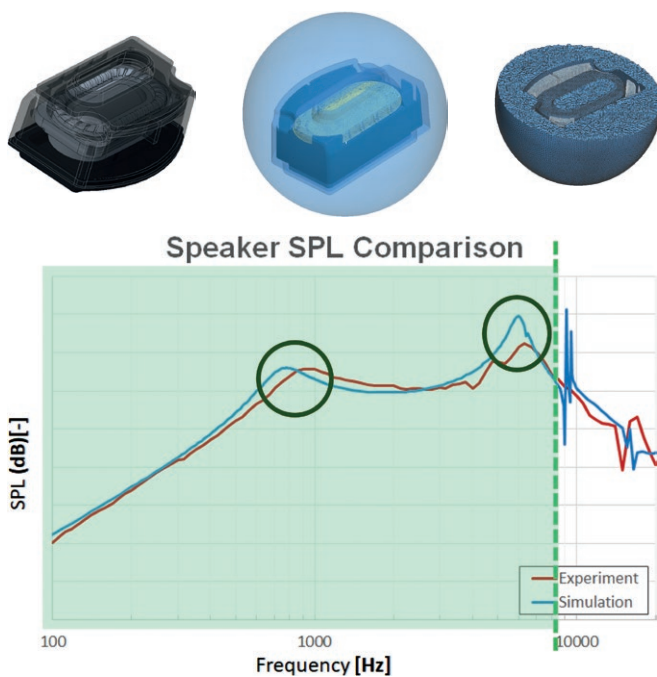 Speaker SPL Comparison
SPL (dB)[-]
Experiment
Simulation
100
1000
10000
Frequency [Hz]